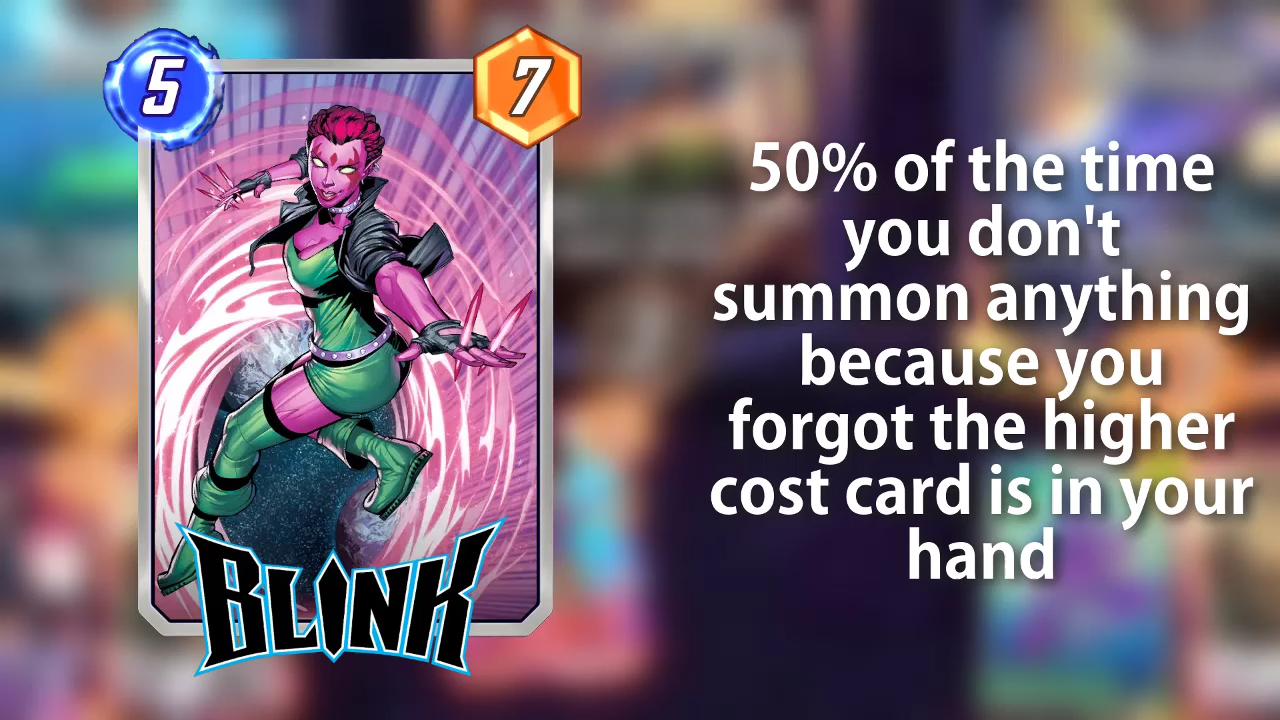 5
7
BLINK
50% of the time
you don't
summon anything
because you
forgot the higher
cost card is in your
hand